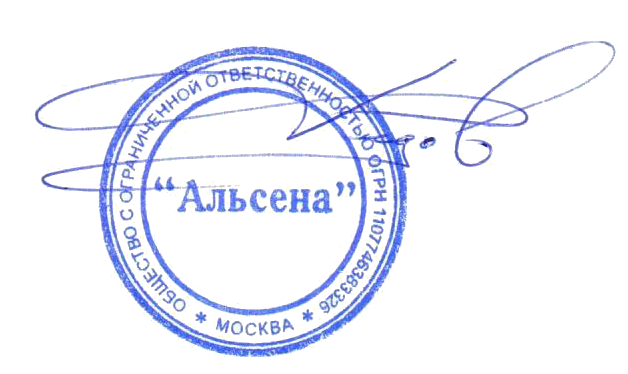 ОБЩЕСТВО С ОГРАНИЧЕННОЙ ОТВЕТСТВЕННОСТЬЮ ОГРН 1107746383326
“Альсена”
* МОСКВА *